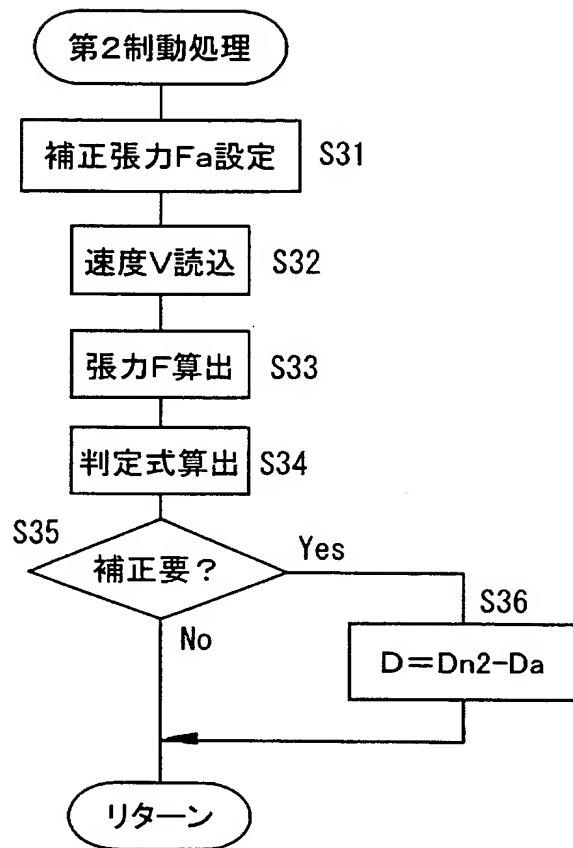 第2制動処理
補正張力Fa設定
S31
速度V読込
S32
張力F算出
S33
判定式算出
S34
S35
補正要?
Yes
No
S36
D=Dn2-Da
リターン